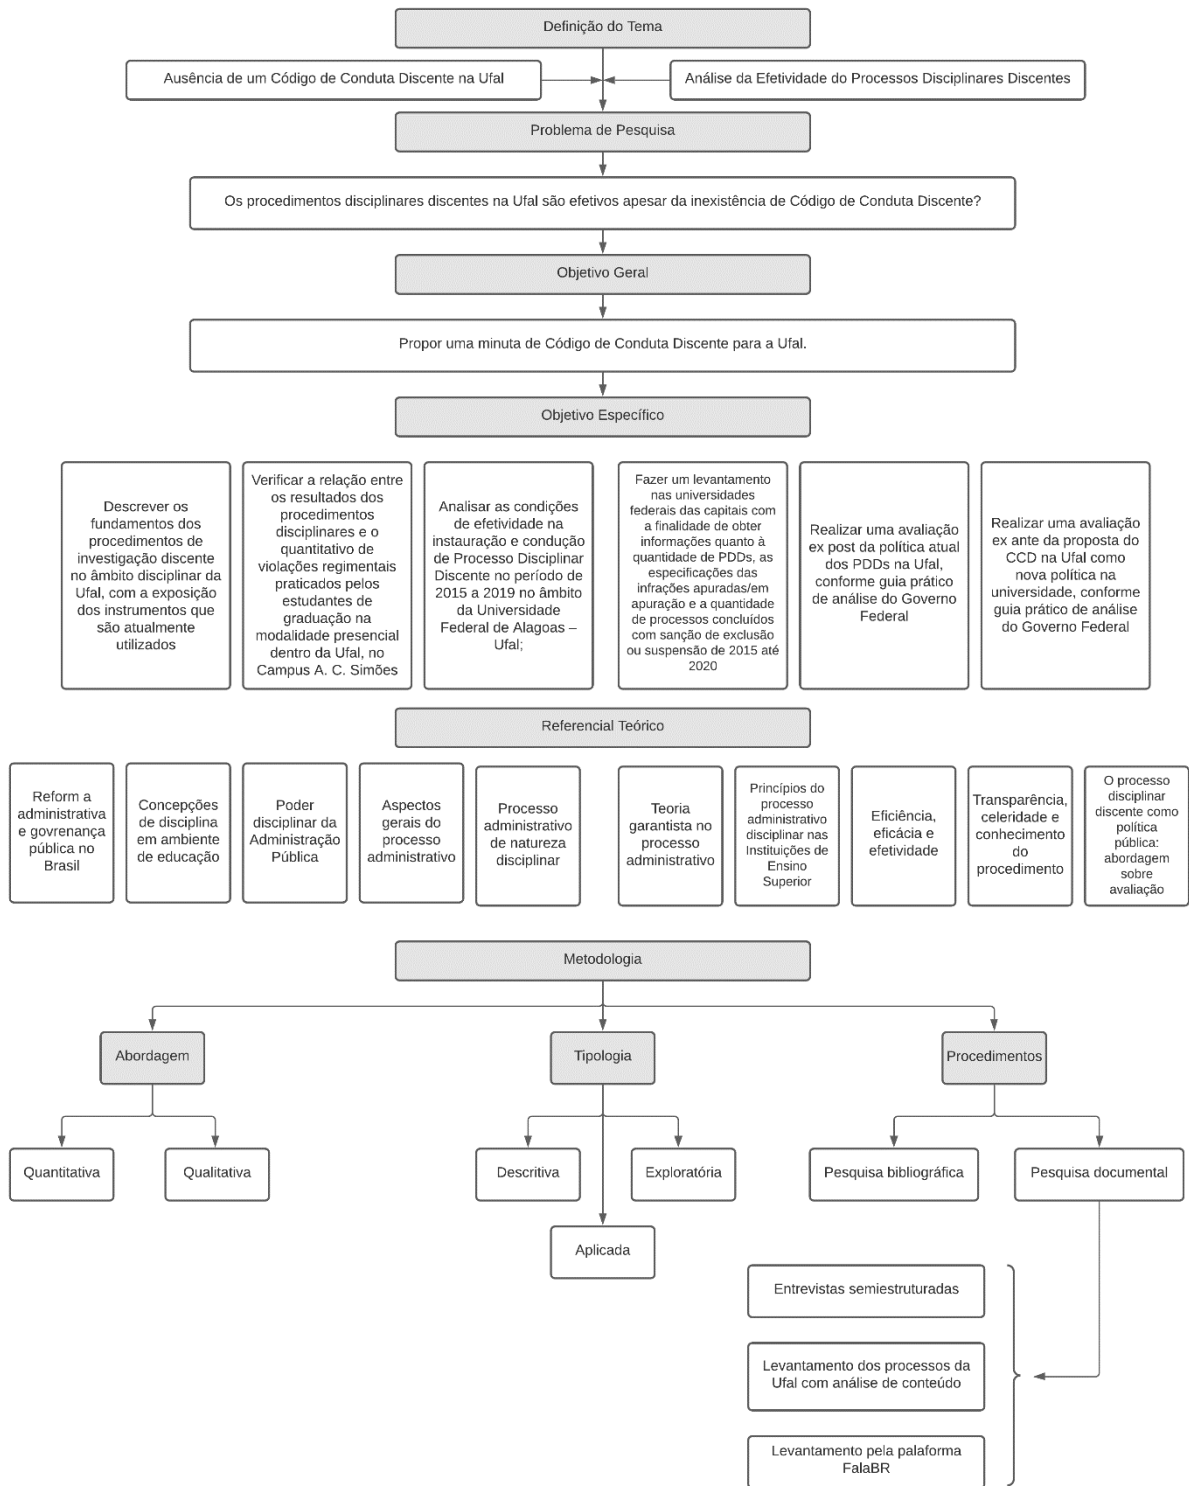 Definição do Tema
Ausência de um Código de Conduta Discente na Ufal
Análise da Efetividade do Processos Disciplinares Discentes
Problema de Pesquisa
Os procedimentos disciplinares discentes na Ufal são efetivos apesar da inexistência de Código de Conduta Discente?
Objetivo Geral
Propor uma minuta de Código de Conduta Discente para a Ufal.
Objetivo Específico
Descrever os
fundamentos dos
procedimentos de
investigação discente
no âmbito disciplinar da
Ufal, com a exposição
dos instrumentos que
são atualmente
utilizados
Verificar a relação entre
os resultados dos
procedimentos
disciplinares e o
quantitativo de
violações regimentais
praticados pelos
estudantes de
graduação na
modalidade presencial
dentro da Ufal, no
Campus A. C. Simões
Analisar as condições
de efetividade na
instauração e condução
de Processo Disciplinar
Discente no período de
2015 a 2019 no âmbito
da Universidade
Federal de Alagoas –
Ufal;
Fazer um levantamento
nas universidades
federais das capitais com
a finalidade de obter
informações quanto à
quantidade de PDDs, as
especificações das
infrações apuradas/em
apuração e a quantidade
de processos concluídos
com sanção de exclusão
ou suspensão de 2015 até
2020
Realizar uma avaliação
ex post da política atual
dos PDDs na Ufal,
conforme guia prático
de análise do Governo
Federal
Realizar uma avaliação
ex ante da proposta do
CCD na Ufal como
nova política na
universidade, conforme
guia prático de análise
do Governo Federal
Referencial Teórico
Reform a
administrativa
e govrenança
pública no
Brasil
Concepções
de disciplina
em ambiente
de educação
Poder
disciplinar da
Administração
Pública
Aspectos
gerais do
processo
administrativo
Processo
administrativo
de natureza
disciplinar
Teoria
garantista no
processo
administrativo
Princípios do
processo
administrativo
disciplinar nas
Instituições de
Ensino
Superior
Eficiência,
eficácia e
efetividade
Transparência,
celeridade e
conhecimento
do
procedimento
O processo
disciplinar
discente como
política
pública:
abordagem
sobre
avaliação
Metodologia
Abordagem
Tipologia
Procedimentos
Quantitativa
Qualitativa
Descritiva
Exploratória
Pesquisa bibliográfica
Pesquisa documental
Aplicada
Entrevistas semiestruturadas
Levantamento dos processos da
Ufal com análise de conteúdo
Levantamento pela palaforma
FalaBR